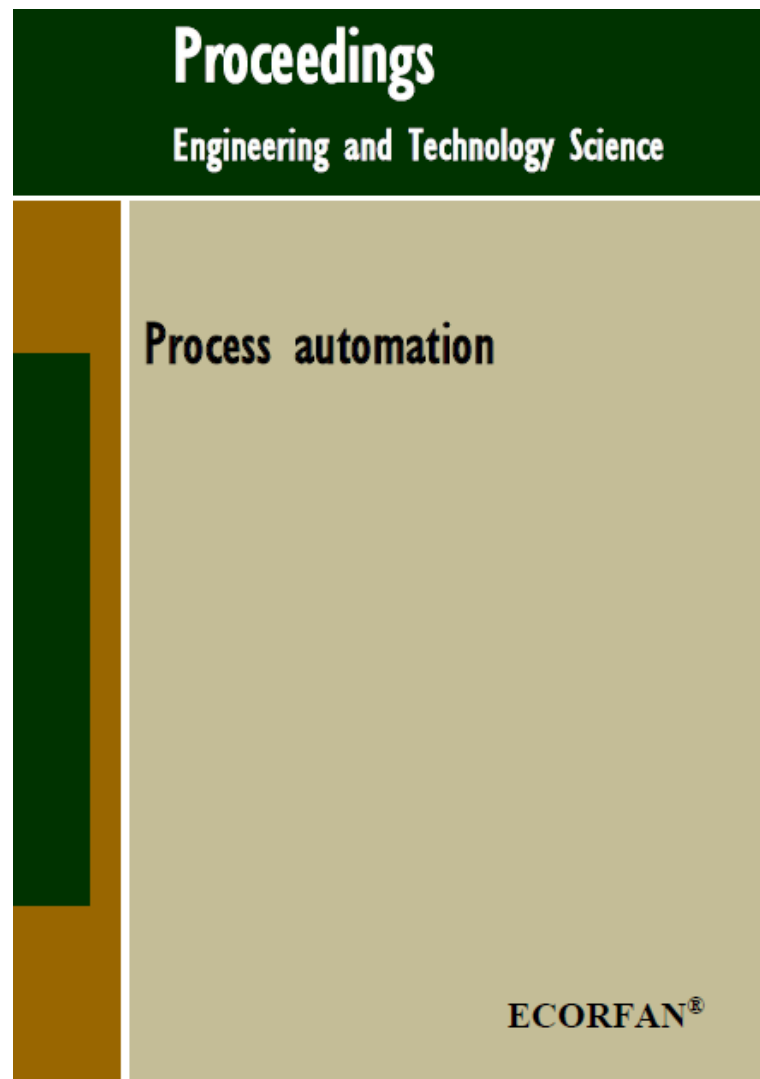 Proceedings
Engineering and Technology Science
Process automation
ECORFAN®